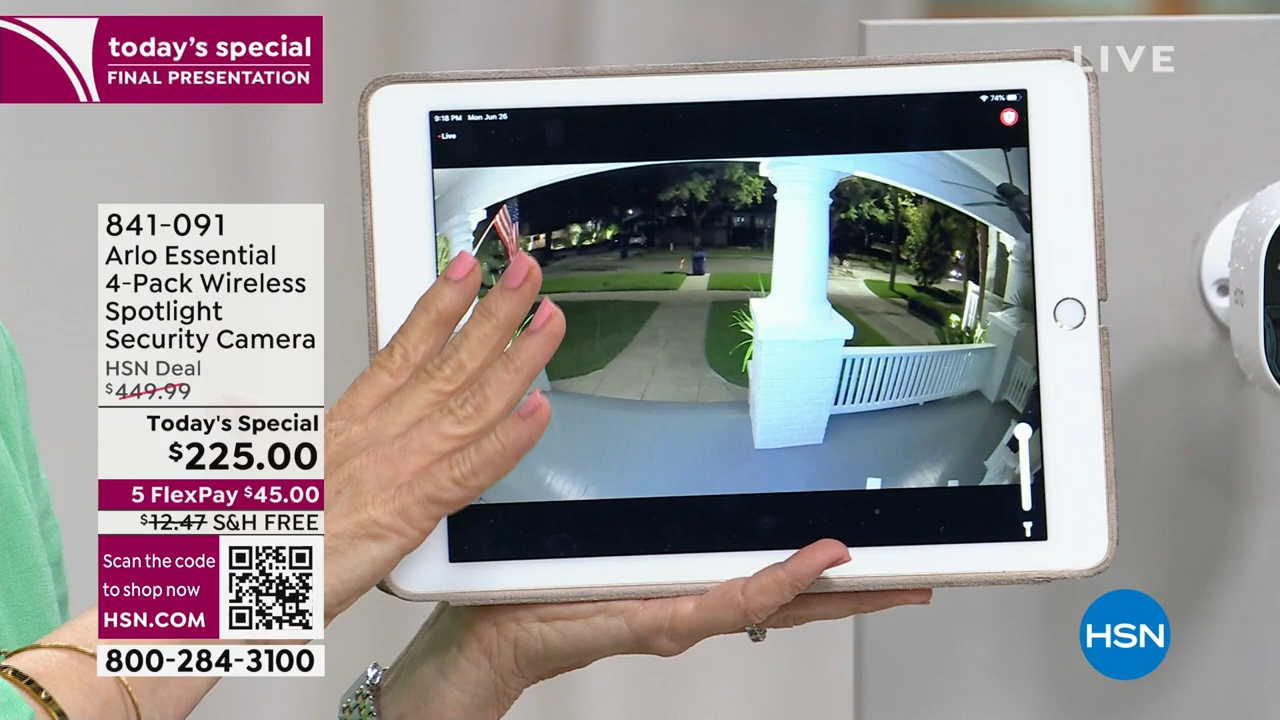 today's special
FINAL PRESENTATION
LIVE
841-091
Arlo Essential
4-Pack Wireless
Spotlight
Security Camera
HSN Deal
$449.99
Today's Special
$225.00
5 FlexPay $45.00
$12.47 S&H FREE
Scan the code
to shop now
HSN.COM
800-284-3100
9:18 PM Mon Jun 26
74%
Live
HSN
arlo